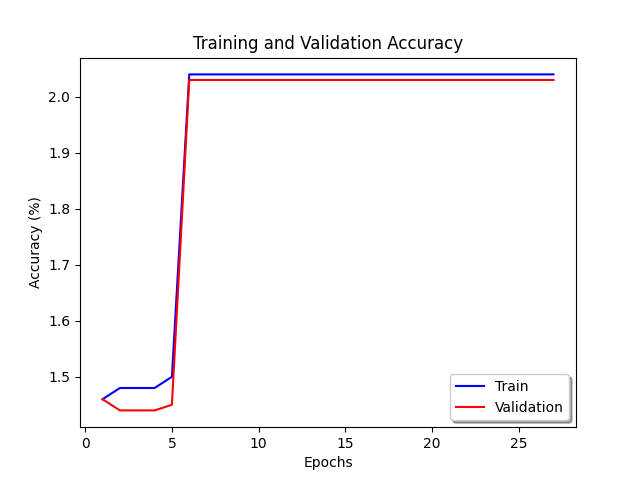 Training and Validation Accuracy
Accuracy (%)
2.0
1.9
1.8
1.7
1.6
1.5
0 5 10 15 20 25
Epochs
Train
Validation